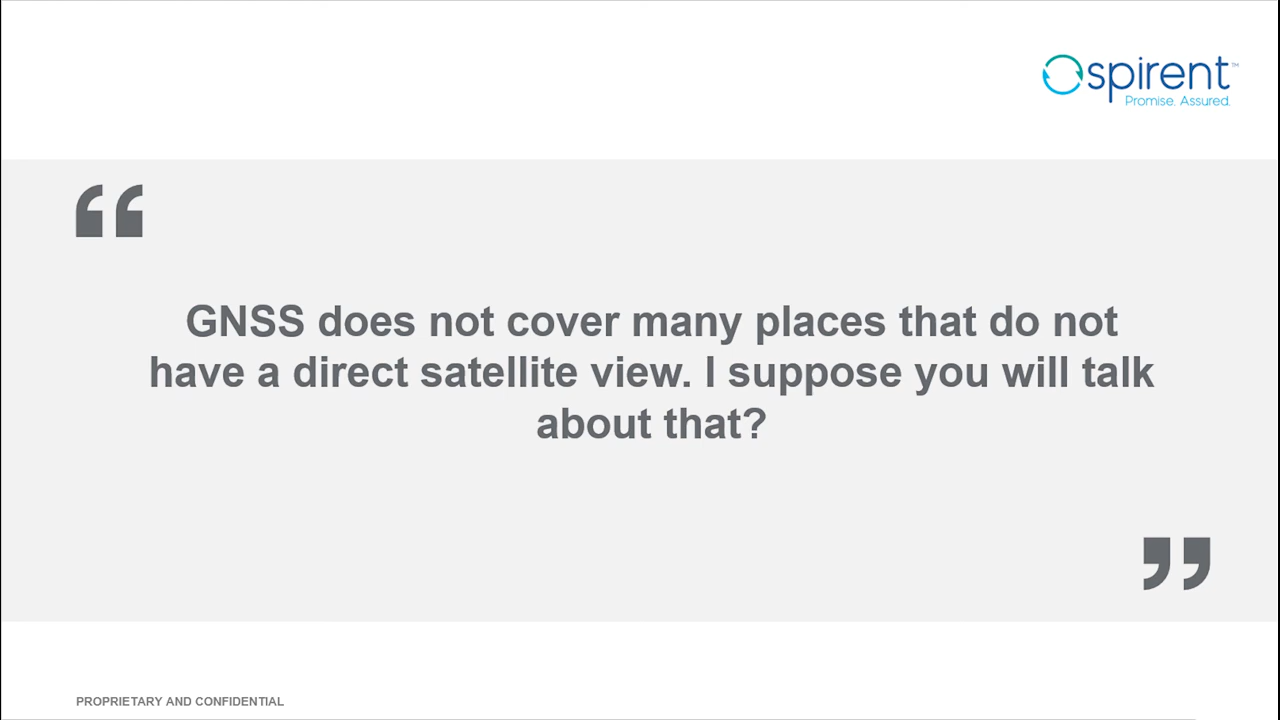 spirent™
Promise. Assured.
“
GNSS does not cover many places that do not
have a direct satellite view. I suppose you will talk
about that?
”
PROPRIETARY AND CONFIDENTIAL